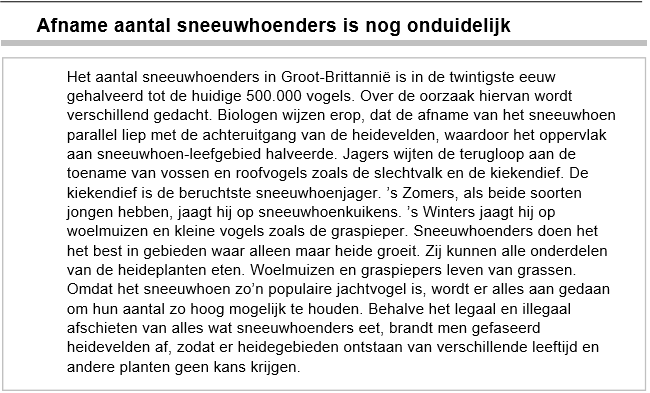 Afname aantal sneeuwhoenders is nog onduidelijk
Het aantal sneeuwhoenders in Groot-Brittannië is in de twintigste eeuw
gehalveerd tot de huidige 500.000 vogels. Over de oorzaak hiervan wordt
verschillend gedacht. Biologen wijzen erop, dat de afname van het sneeuwhoen
parallel liep met de achteruitgang van de heidevelden, waardoor het oppervlak
aan sneeuwhoen-leefgebied halveerde. Jagers wijten de terugloop aan de
toename van vossen en roofvogels zoals de slechtvalk en de kiekendief. De
kiekendief is de beruchtste sneeuwhoenjager. ’s Zomers, als beide soorten
jongen hebben, jaagt hij op sneeuwhoenkuikens. ’s Winters jaagt hij op
woelmuizen en kleine vogels zoals de graspieper. Sneeuwhoenders doen het
het best in gebieden waar alleen maar heide groeit. Zij kunnen alle onderdelen
van de heideplanten eten. Woelmuizen en graspiepers leven van grassen.
Omdat het sneeuwhoen zo’n populaire jachtvogel is, wordt er alles aan gedaan
om hun aantal zo hoog mogelijk te houden. Behalve het legaal en illegaal
afschieten van alles wat sneeuwhoenders eet, brandt men gefaseerd
heidevelden af, zodat er heidegebieden ontstaan van verschillende leeftijd en
andere planten geen kans krijgen.